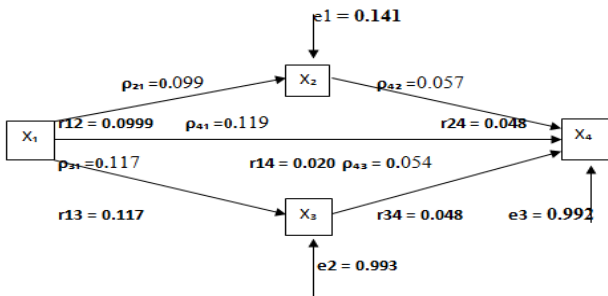 e1 = 0.141
X₂
ρ₂₁ =0.099
ρ₄₂ =0.057
X₁
r12 = 0.0999
ρ₄₁ =0.119
r24 = 0.048
X₄
ρ₃₁ =0.117
r14 = 0.020 ρ₄₃ =0.054
r13 = 0.117
X₃
r34 = 0.048
e3 = 0.992
e2 = 0.993